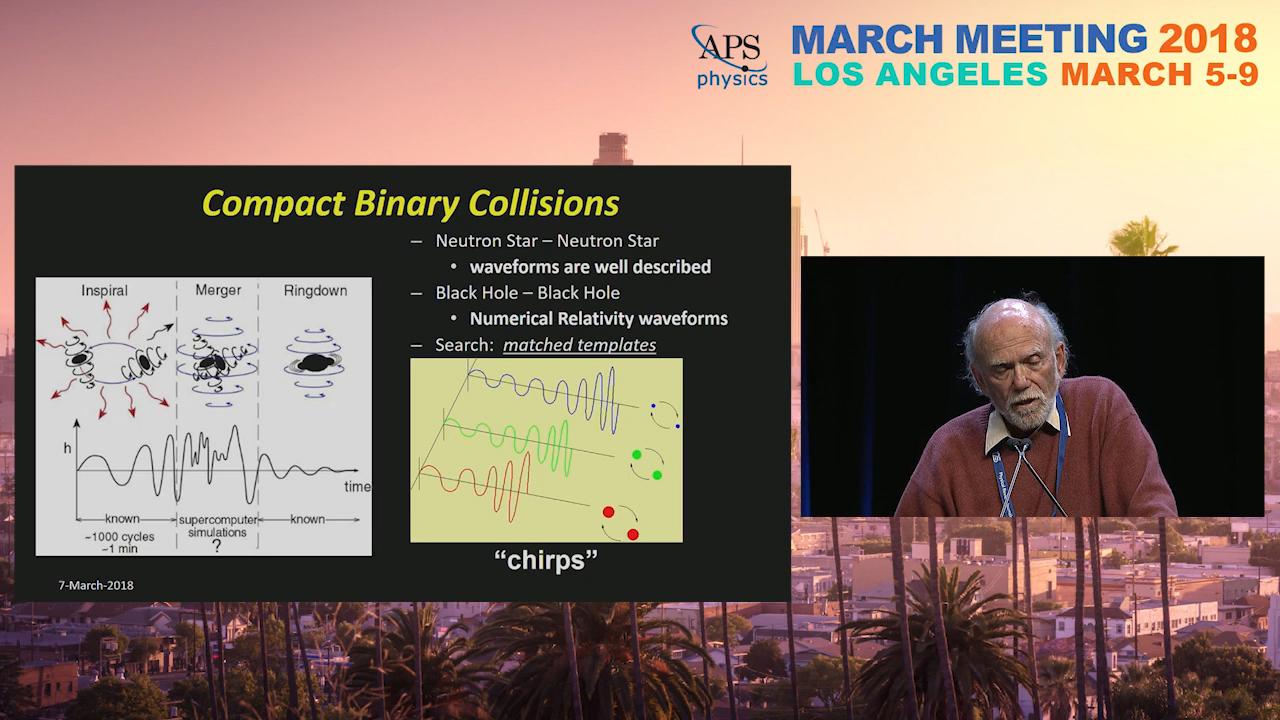 APS
physics
MARCH MEETING 2018
LOS ANGELES MARCH 5-9
Compact Binary Collisions
– Neutron Star – Neutron Star
• waveforms are well described
– Black Hole – Black Hole
• Numerical Relativity waveforms
– Search: matched templates
Inspiral
Merger
Ringdown
h
time
known
supercomputer
simulations
?
known
~1000 cycles
~1 min
“chirps”
7-March-2018